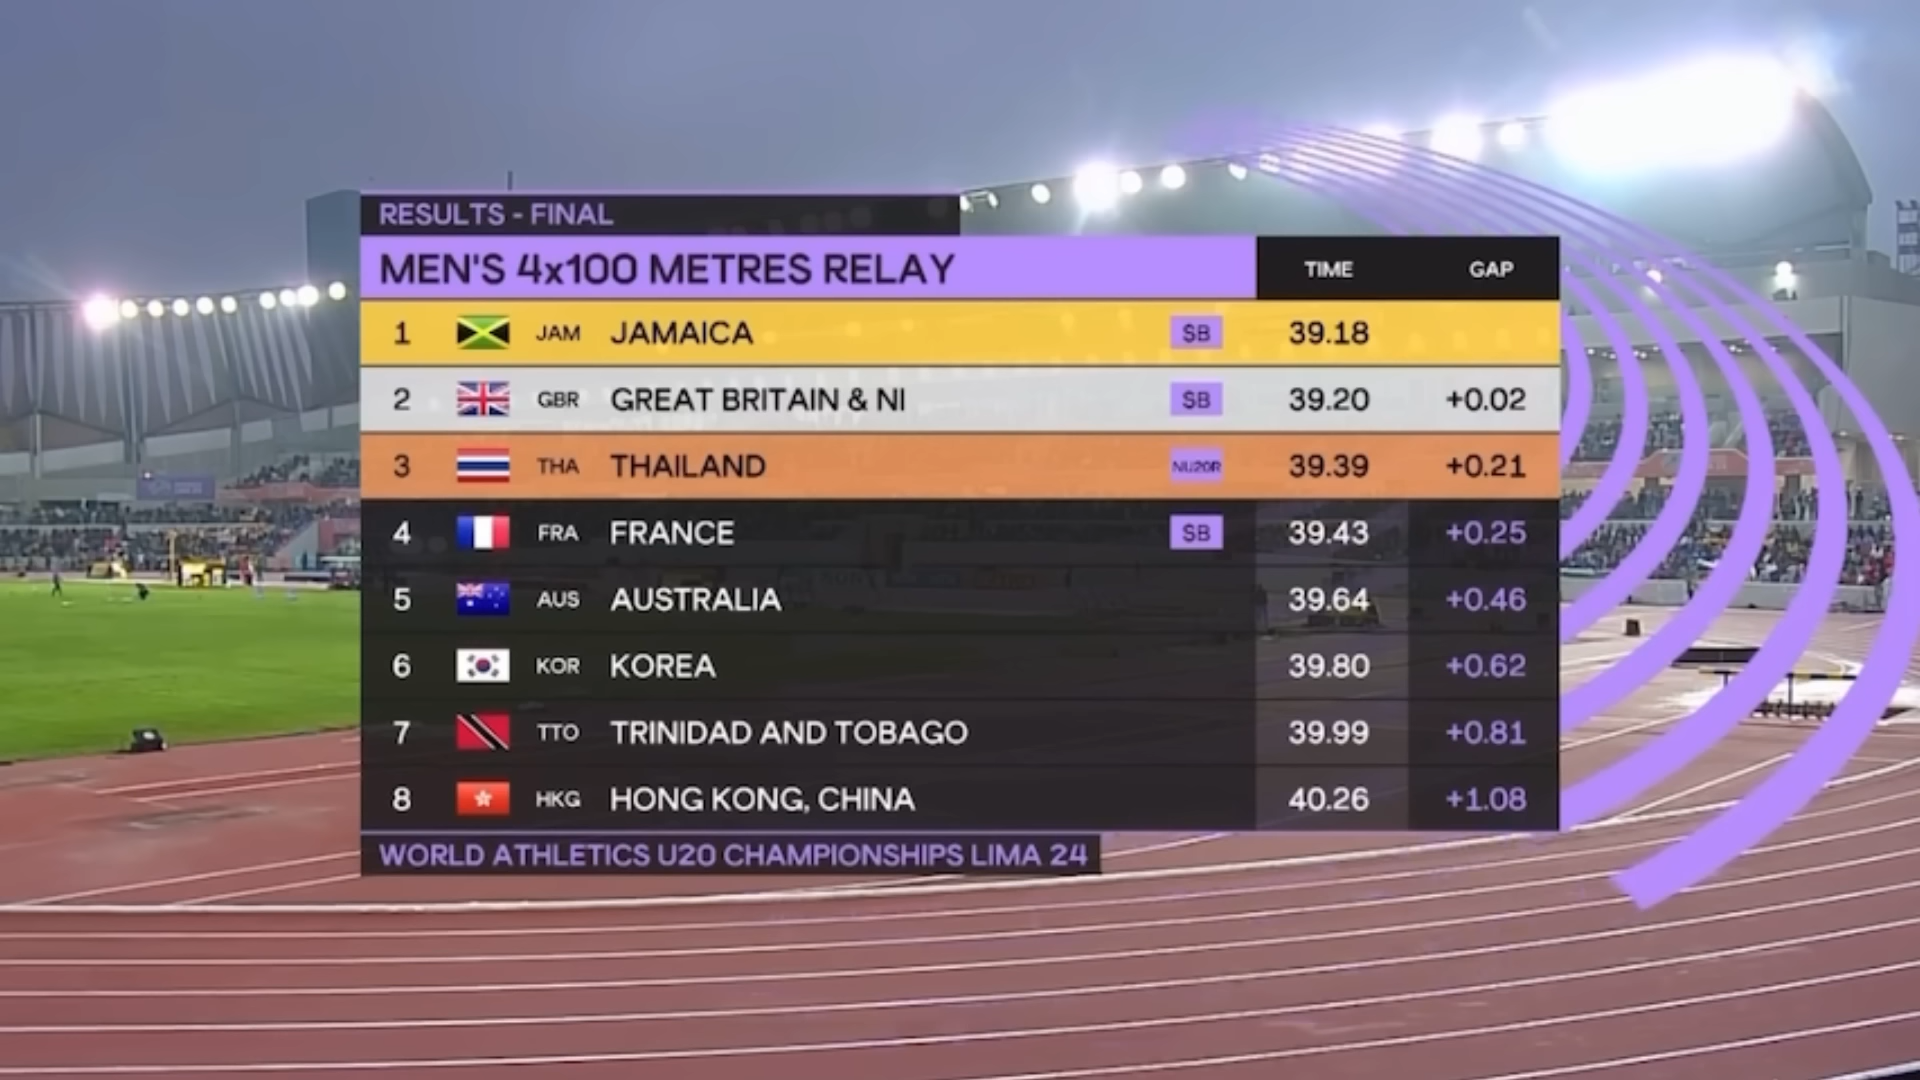 RESULTS - FINAL
MEN'S 4x100 METRES RELAY TIME GAP
1 JAM JAMAICA SB 39.18
2 GBR GREAT BRITAIN & NI SB 39.20 +0.02
3 THA THAILAND NU20R 39.39 +0.21
4 FRA FRANCE SB 39.43 +0.25
5 AUS AUSTRALIA 39.64 +0.46
6 KOR KOREA 39.80 +0.62
7 TTO TRINIDAD AND TOBAGO 39.99 +0.81
8 HKG HONG KONG, CHINA 40.26 +1.08
WORLD ATHLETICS U20 CHAMPIONSHIPS LIMA 24